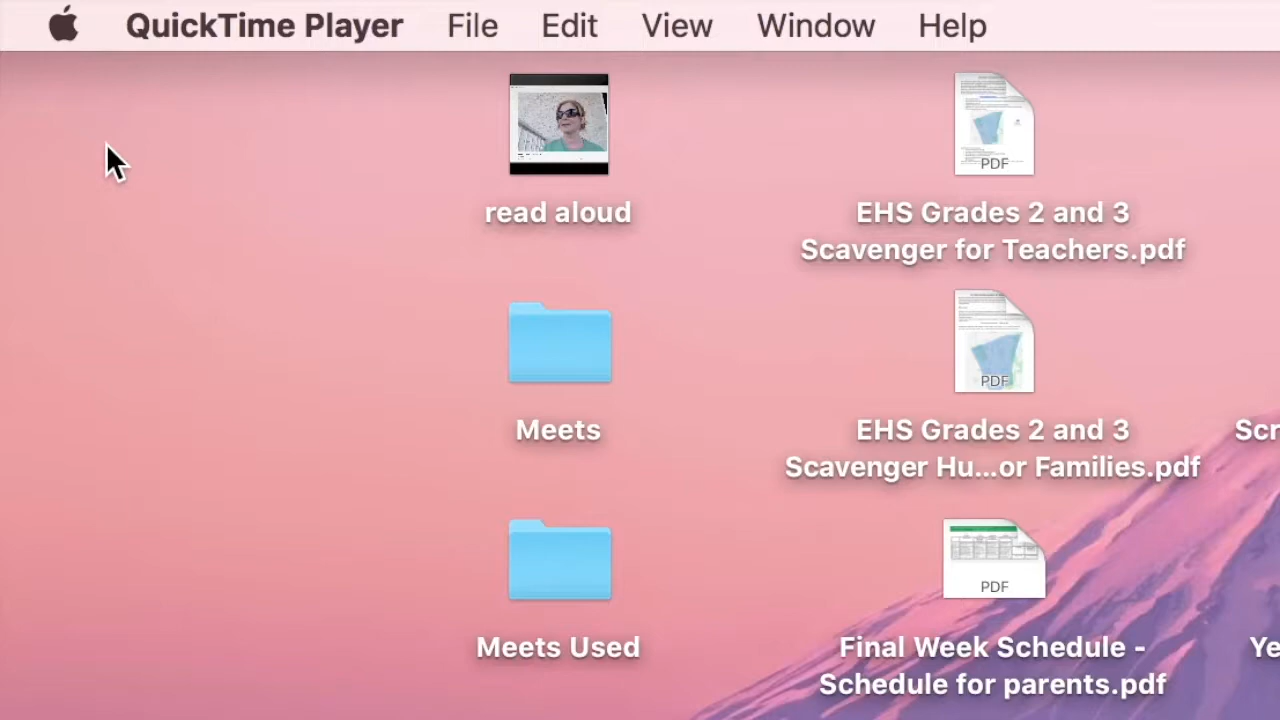 QuickTime Player File Edit View Window Help
read aloud
EHS Grades 2 and 3
Scavenger for Teachers.pdf
PDF
Meets
EHS Grades 2 and 3
Scavenger Hu...or Families.pdf
PDF
Scr
Meets Used
Final Week Schedule -
Schedule for parents.pdf
PDF
Ye